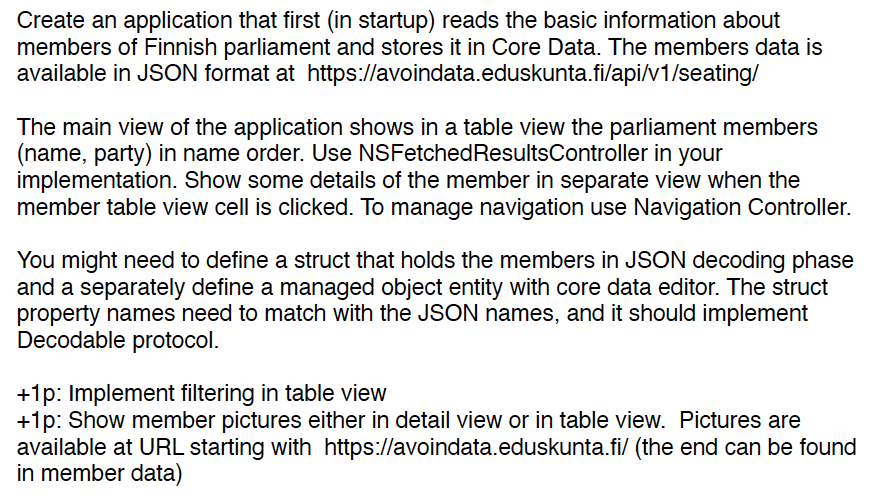 Create an application that first (in startup) reads the basic information about
members of Finnish parliament and stores it in Core Data. The members data is
available in JSON format at  https://avoindata.eduskunta.fi/api/v1/seating/
The main view of the application shows in a table view the parliament members
(name, party) in name order. Use NSFetchedResultsController in your
implementation. Show some details of the member in separate view when the
member table view cell is clicked. To manage navigation use Navigation Controller.
You might need to define a struct that holds the members in JSON decoding phase
and a separately define a managed object entity with core data editor. The struct
property names need to match with the JSON names, and it should implement
Decodable protocol.
+1p: Implement filtering in table view
+1p: Show member pictures either in detail view or in table view.  Pictures are
available at URL starting with  https://avoindata.eduskunta.fi/ (the end can be found
in member data)